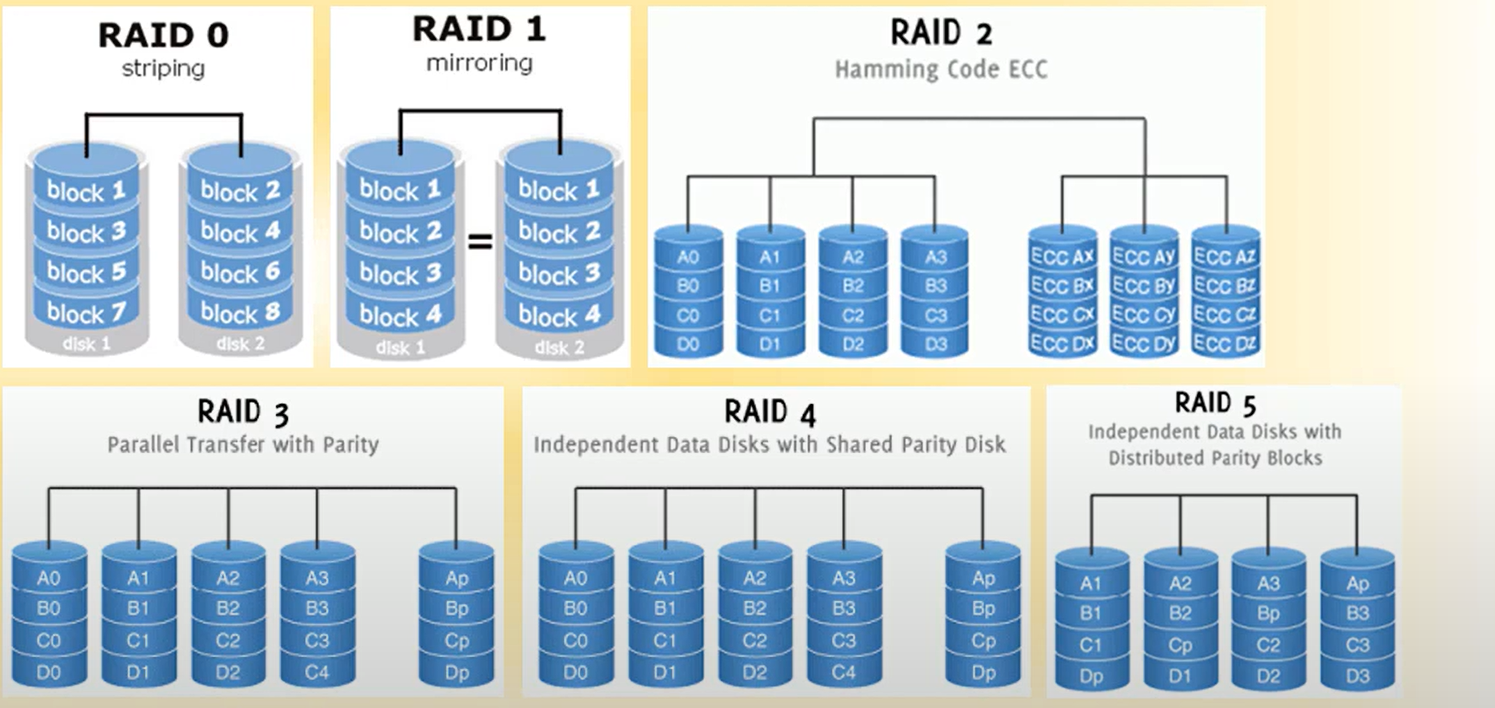 RAID 0
striping
block 1
block 3
block 5
block 7
disk 1
block 2
block 4
block 6
block 8
disk 2
RAID 1
mirroring
block 1
block 2
block 3
block 4
disk 1
=
block 1
block 2
block 3
block 4
disk 2
RAID 2
Hamming Code ECC
A0
B0
C0
D0
A1
B1
C1
D1
A2
B2
C2
D2
A3
B3
C3
D3
ECC Ax
ECC Bx
ECC Cx
ECC Dx
ECC Ay
ECC By
ECC Cy
ECC Dy
ECC Az
ECC Bz
ECC Cz
ECC Dz
RAID 3
Parallel Transfer with Parity
A0
B0
C0
D0
A1
B1
C1
D1
A2
B2
C2
D2
A3
B3
C3
C4
Ap
Bp
Cp
Dp
RAID 4
Independent Data Disks with Shared Parity Disk
A0
B0
C0
D0
A1
B1
C1
D1
A2
B2
C2
D2
A3
B3
C3
C4
Ap
Bp
Cp
Dp
RAID 5
Independent Data Disks with
Distributed Parity Blocks
A1
B1
C1
Dp
A2
B2
Cp
D1
A3
Bp
C2
D2
Ap
B3
C3
D3